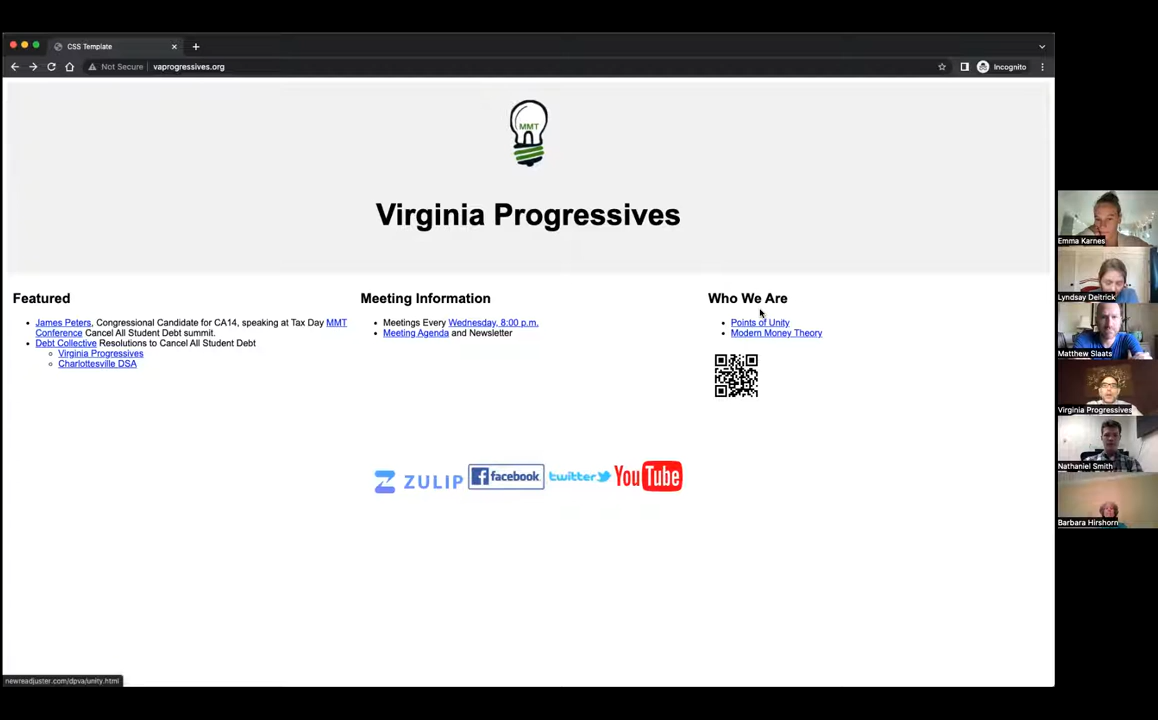 CSS Template
Not Secure vaprogressives.org
Incognito
MMT
Virginia Progressives
Featured
James Peters, Congressional Candidate for CA14, speaking at Tax Day MMT
Conference Cancel All Student Debt summit.
Debt Collective Resolutions to Cancel All Student Debt
Virginia Progressives
Charlottesville DSA
Meeting Information
Meetings Every Wednesday, 8:00 p.m.
Meeting Agenda and Newsletter
Who We Are
Points of Unity
Modern Money Theory
ZULIP
facebook
twitter
YouTube
newreadjuster.com/dpva/unity.html
Emma Karnes
Lyndsay Deitrick
Matthew Slaats
Virginia Progressives
Nathaniel Smith
Barbara Hirshorn